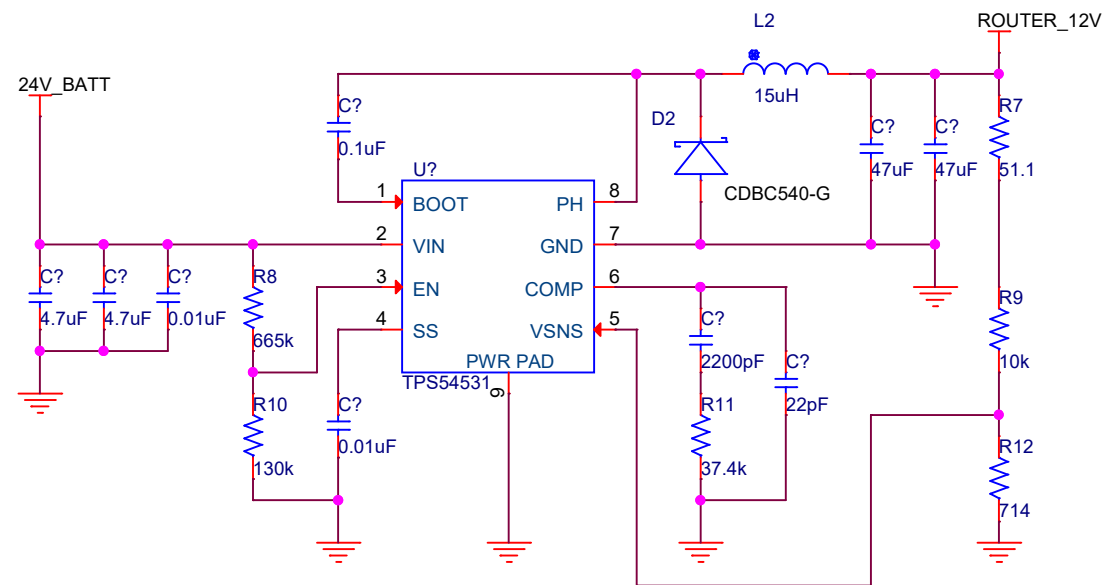 L2
ROUTER_12V
24V_BATT
15uH
C?
0.1uF
D2
C?
47uF
C?
47uF
R7
51.1
CDBC540-G
U?
1
BOOT
PH
8
2
VIN
GND
7
3
EN
COMP
6
4
SS
VSNS
5
PWR PAD
TPS54531
9
C?
4.7uF
C?
4.7uF
C?
0.01uF
R8
665k
R10
130k
C?
0.01uF
C?
2200pF
C?
22pF
R11
37.4k
R9
10k
R12
714